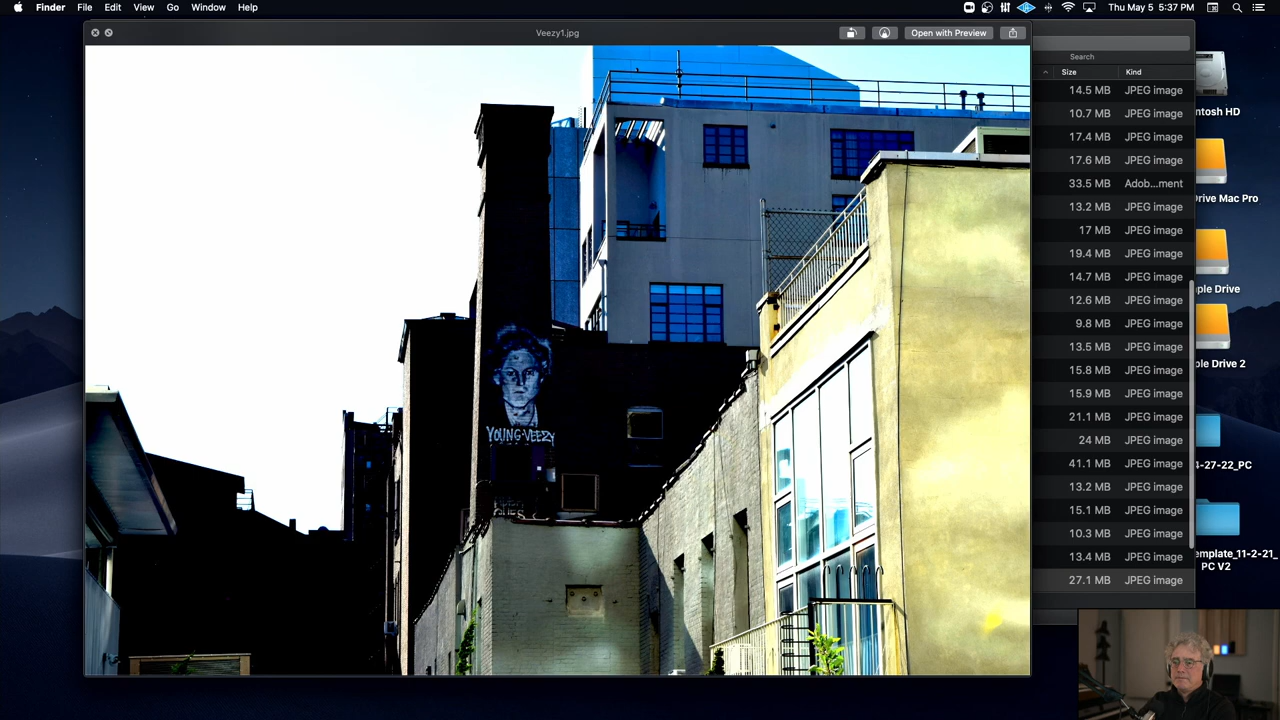 Finder File Edit View Go Window Help
Thu May 5 5:37 PM
Veezy1.jpg
Open with Preview
Search
Size Kind
14.5 MB JPEG image
10.7 MB JPEG image
17.4 MB JPEG image
17.6 MB JPEG image
33.5 MB Adob...ment
13.2 MB JPEG image
17 MB JPEG image
19.4 MB JPEG image
14.7 MB JPEG image
12.6 MB JPEG image
9.8 MB JPEG image
13.5 MB JPEG image
15.8 MB JPEG image
15.9 MB JPEG image
21.1 MB JPEG image
24 MB JPEG image
41.1 MB JPEG image
13.2 MB JPEG image
15.1 MB JPEG image
10.3 MB JPEG image
13.4 MB JPEG image
27.1 MB JPEG image
ntosh HD
Drive Mac Pro
ple Drive
ple Drive 2
4-27-22_PC
emplate_11-2-21_
PC V2
YOUNG-VEEZY